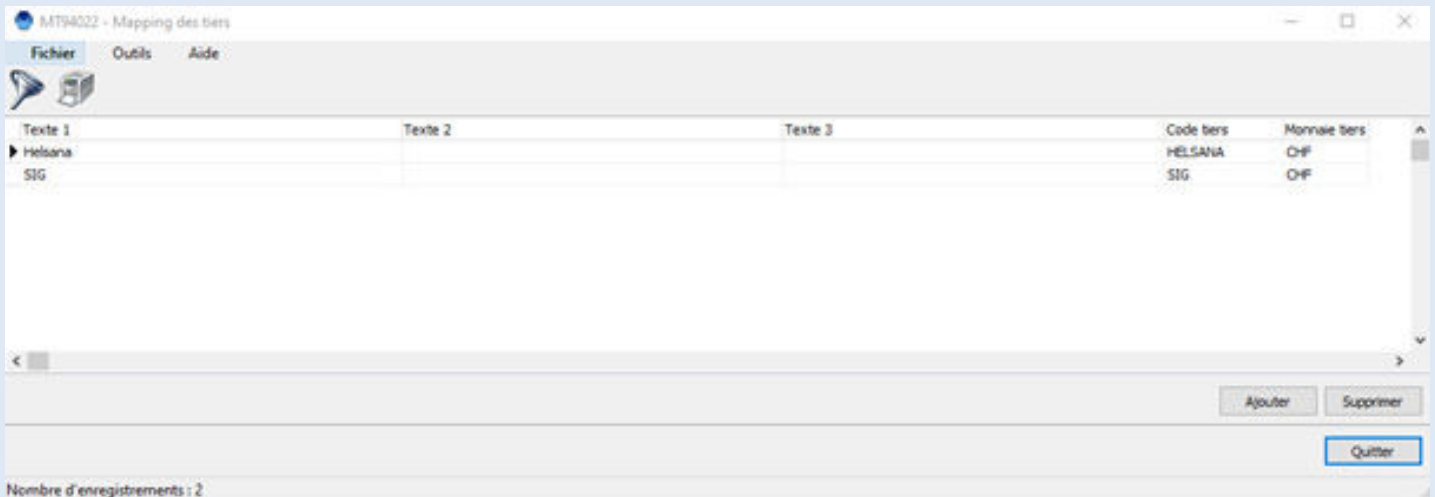 MT94022 - Mapping des tiers
Fichier Outils Aide
Texte 1 Texte 2 Texte 3 Code tiers Monnaie tiers
Helsana HELSANA CHF
SIG SIG CHF
Ajouter Supprimer
Quitter
Nombre d'enregistrements : 2